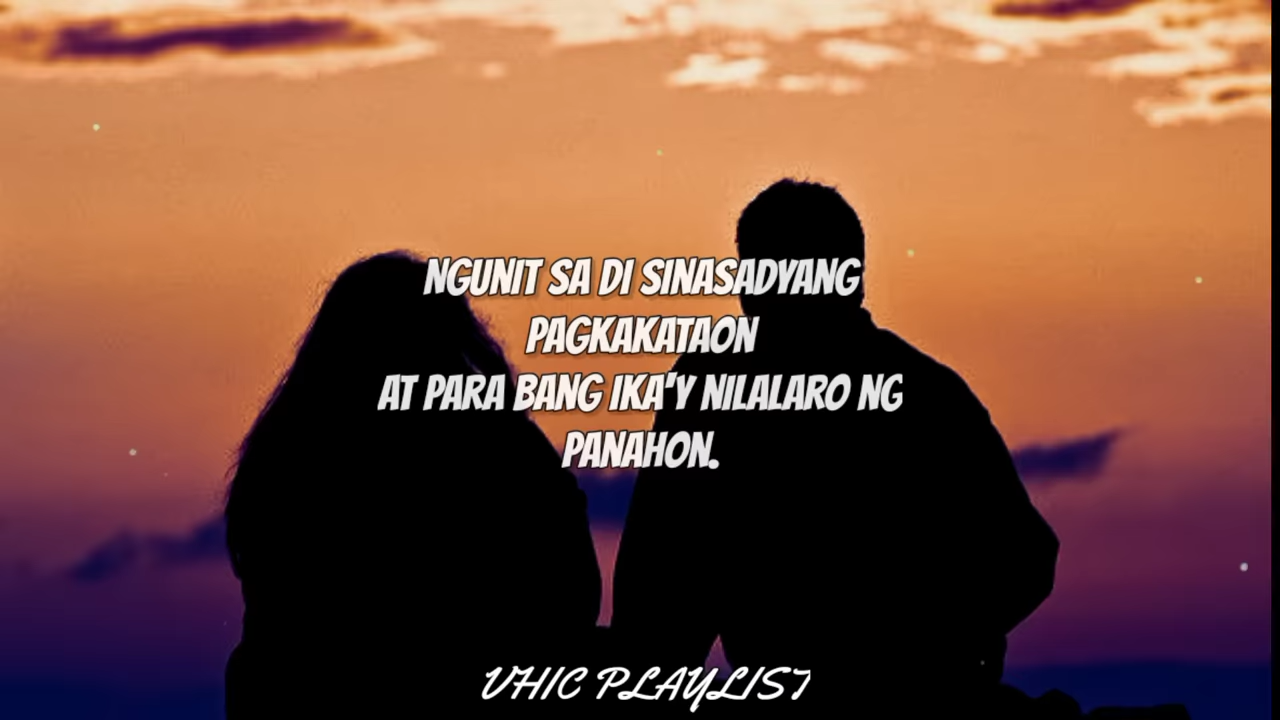 NGUNIT SA DI SINASADYANG
PAGKAKATAON
AT PARA BANG IKA'Y NILALARO NG
PANAHON.
VHIC PLAYLIST